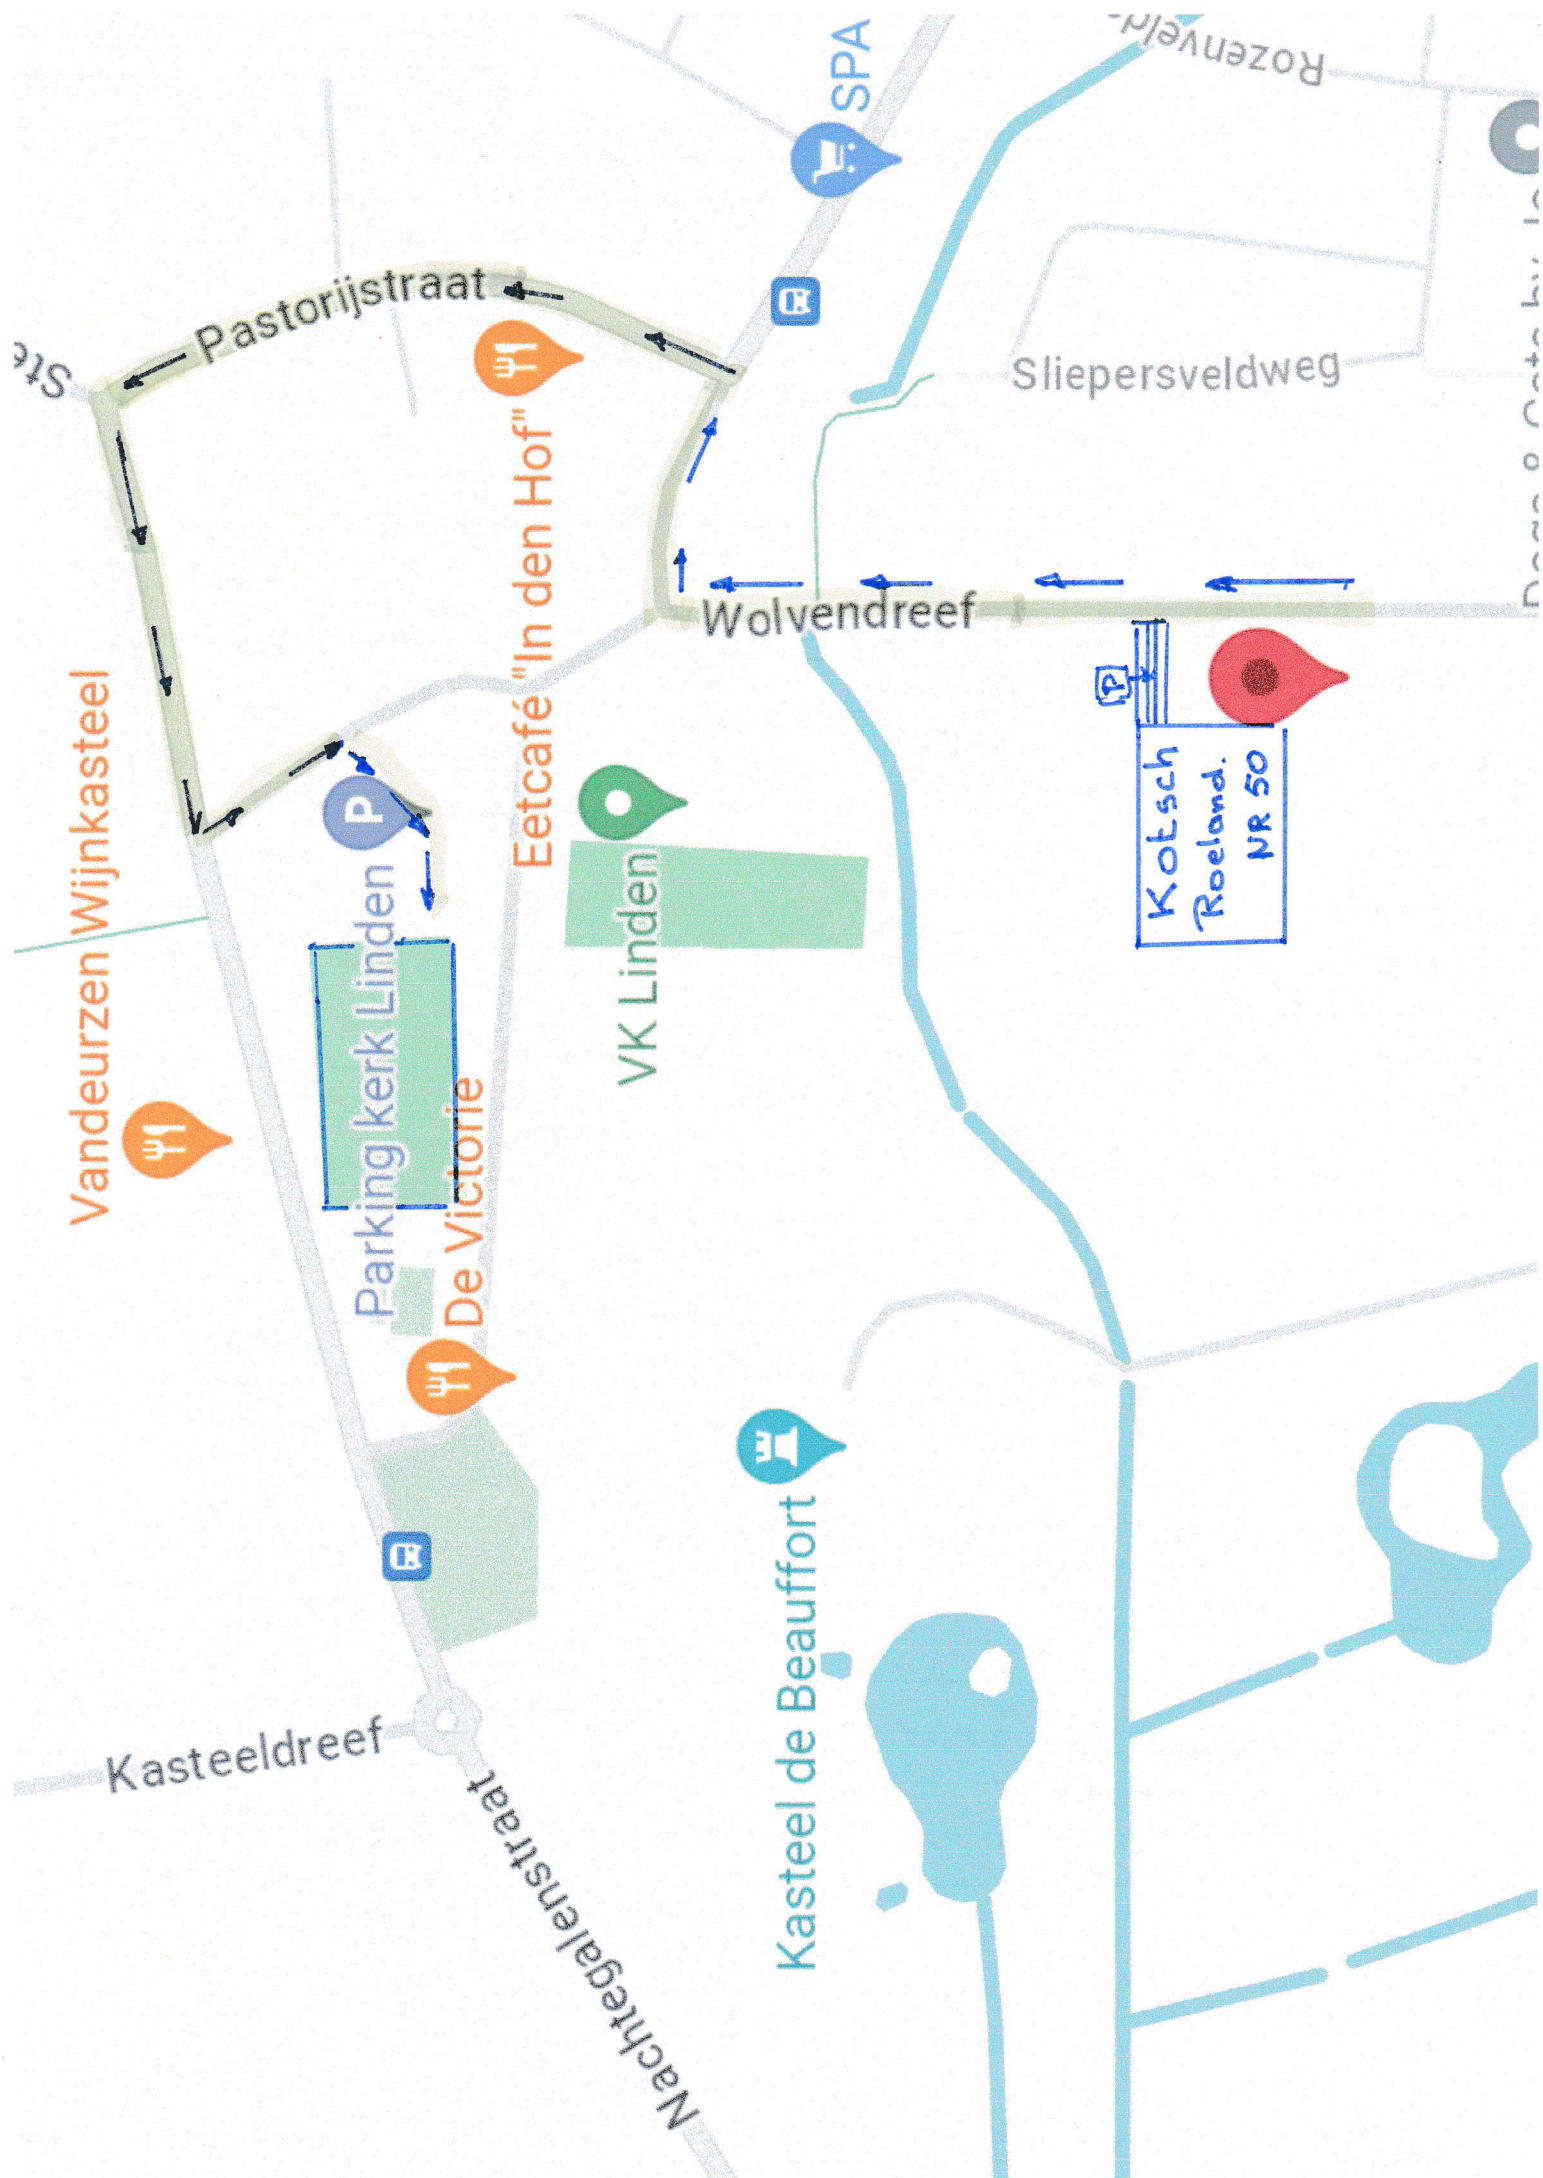 Rozenveld
SPA
Ste
Pastorijstraat
Sliepersveldweg
Eetcafé "In den Hof"
Wolvendreef
P
Kotsch
Roeland.
NR 50
Vandeurzen Wijnkasteel
P
Parking kerk Linden
VK Linden
De Victorie
Kasteel de Beauffort
Kasteeldreef
Nachtegalenstraat